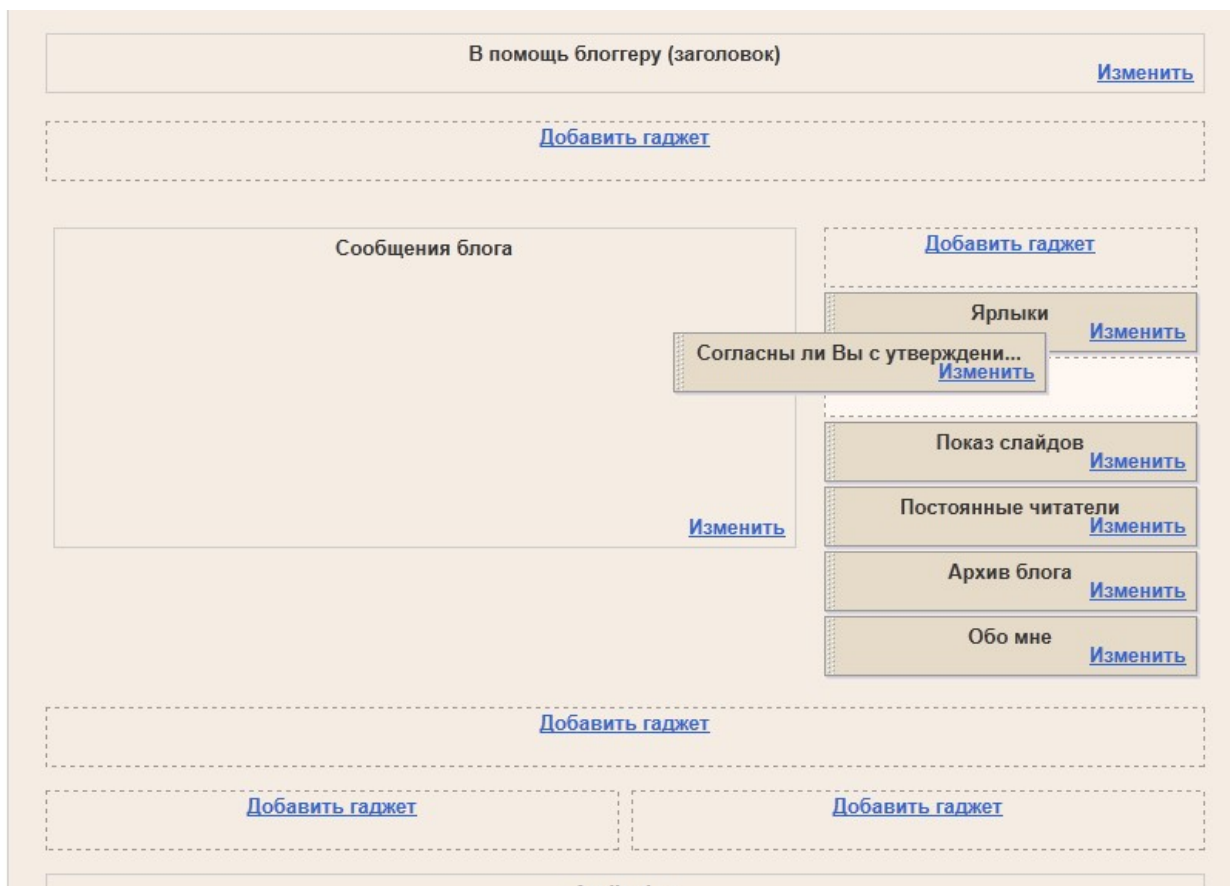 В помощь блоггеру (заголовок)
Изменить
Добавить гаджет
Сообщения блога
Изменить
Добавить гаджет
Ярлыки
Изменить
Согласны ли Вы с утверждени...
Изменить
Показ слайдов
Изменить
Постоянные читатели
Изменить
Архив блога
Изменить
Обо мне
Изменить
Добавить гаджет
Добавить гаджет
Добавить гаджет